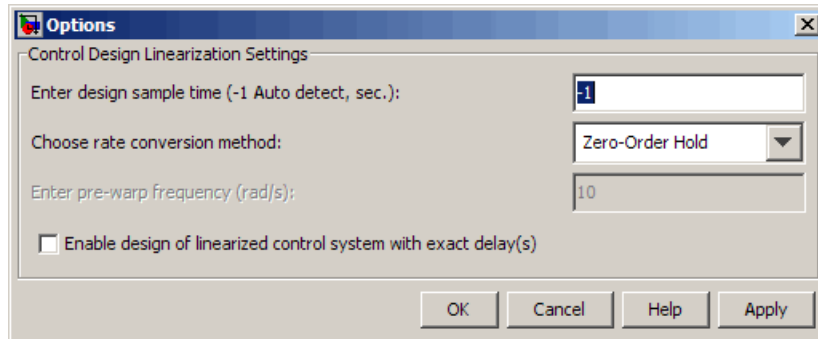 Options
Control Design Linearization Settings
Enter design sample time (-1 Auto detect, sec.): -1
Choose rate conversion method: Zero-Order Hold
Enter pre-warp frequency (rad/s): 10
Enable design of linearized control system with exact delay(s)
OK Cancel Help Apply